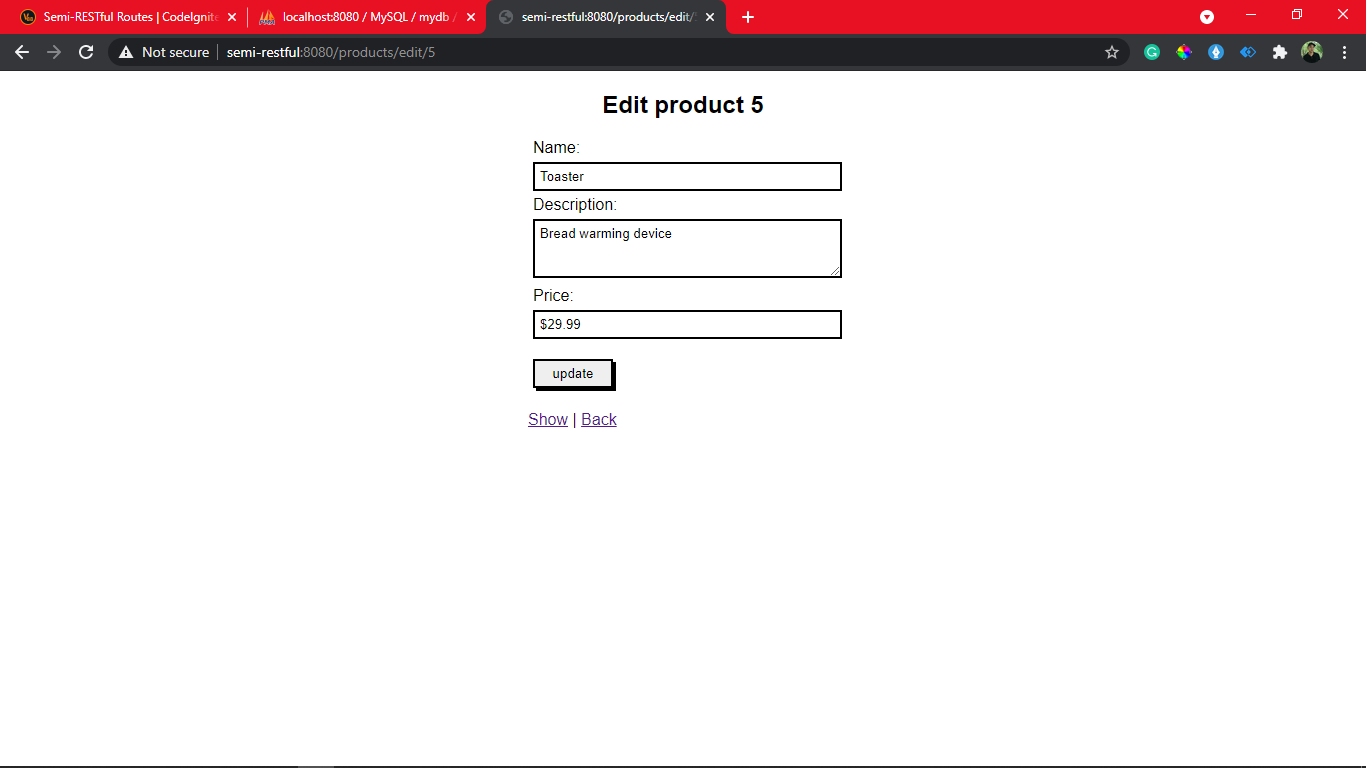 Semi-RESTful Routes | CodeIgnite
localhost:8080 / MySQL / mydb /
semi-restful:8080/products/edit/
Not secure
semi-restful:8080/products/edit/5
Edit product 5
Name:
Toaster
Description:
Bread warming device
Price:
$29.99
update
Show | Back